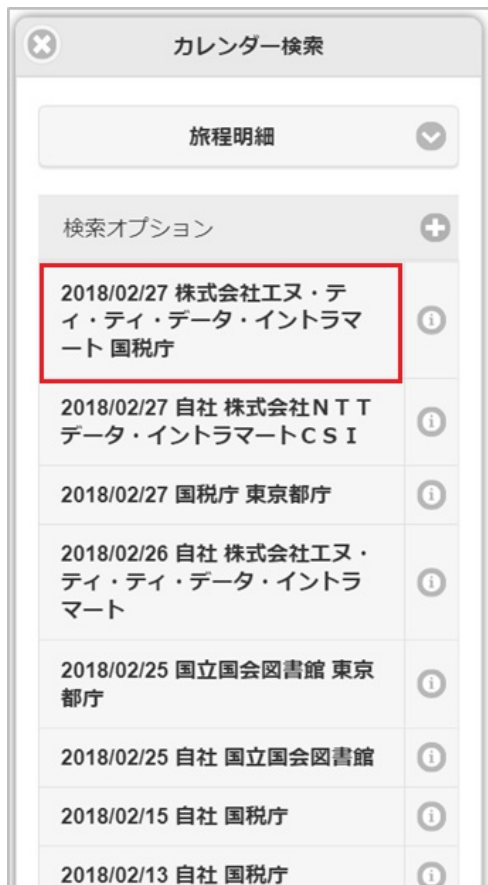 カレンダー検索
旅程明細
検索オプション
2018/02/27 株式会社エヌ・テ
ィ・ティ・データ・イントラマ
ート 国税庁
2018/02/27 自社 株式会社ＮＴＴ
データ・イントラマートＣＳＩ
2018/02/27 国税庁 東京都庁
2018/02/26 自社 株式会社エヌ・
ティ・ティ・データ・イントラ
マート
2018/02/25 国立国会図書館 東京
都庁
2018/02/25 自社 国立国会図書館
2018/02/15 自社 国税庁
2018/02/13 自社 国税庁